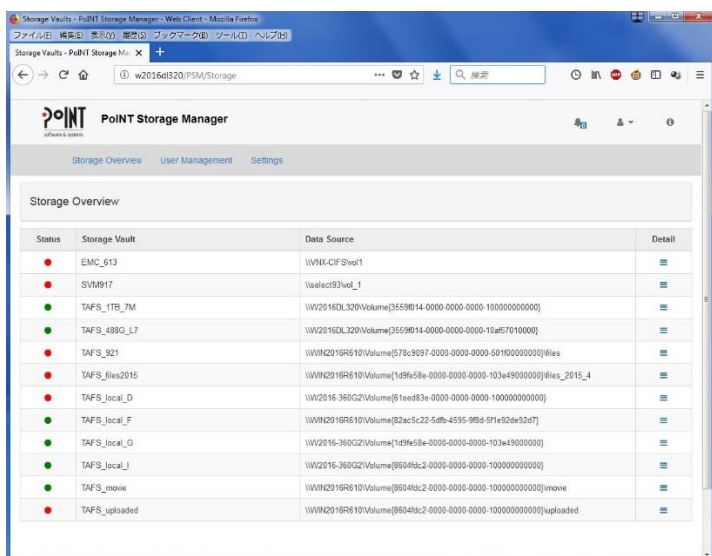 Storage Vaults - PoINT Storage Manager - Web Client - Mozilla Firefox
ファイル(F) 編集(E) 表示(V) 履歴(S) ブックマーク(B) ツール(T) ヘルプ(H)
Storage Vaults - PoINT Storage Mar
w2016dl320/PSM/Storage
検索
PoINT
software & systems
PoINT Storage Manager
Storage Overview User Management Settings
Storage Overview
Status Storage Vault Data Source Detail
EMC_613 \\VNX-CIFS\vol1
SVM917 \\select93\vol_1
TAFS_1TB_7M \\W2016DL320\Volume{3559f014-0000-0000-0000-100000000000}
TAFS_488G_L7 \\W2016DL320\Volume{3559f014-0000-0000-0000-10af57010000}
TAFS_921 \\WIN2016R610\Volume{578c9097-0000-0000-0000-501f00000000}\files
TAFS_files2015 \\WIN2016R610\Volume{1d9fe58e-0000-0000-0000-103e49000000}\files_2015_4
TAFS_local_D \\W2016-360G2\Volume{61eed83e-0000-0000-0000-100000000000}
TAFS_local_F \\WIN2016R610\Volume{82ac5c22-5dfb-4595-9f8d-5f1e92de92d7}
TAFS_local_G \\W2016-360G2\Volume{1d9fe58e-0000-0000-0000-103e49000000}
TAFS_local_I \\W2016-360G2\Volume{8604fdc2-0000-0000-0000-100000000000}
TAFS_movie \\WIN2016R610\Volume{8604fdc2-0000-0000-0000-100000000000}\movie
TAFS_uploaded \\WIN2016R610\Volume{8604fdc2-0000-0000-0000-100000000000}\uploaded